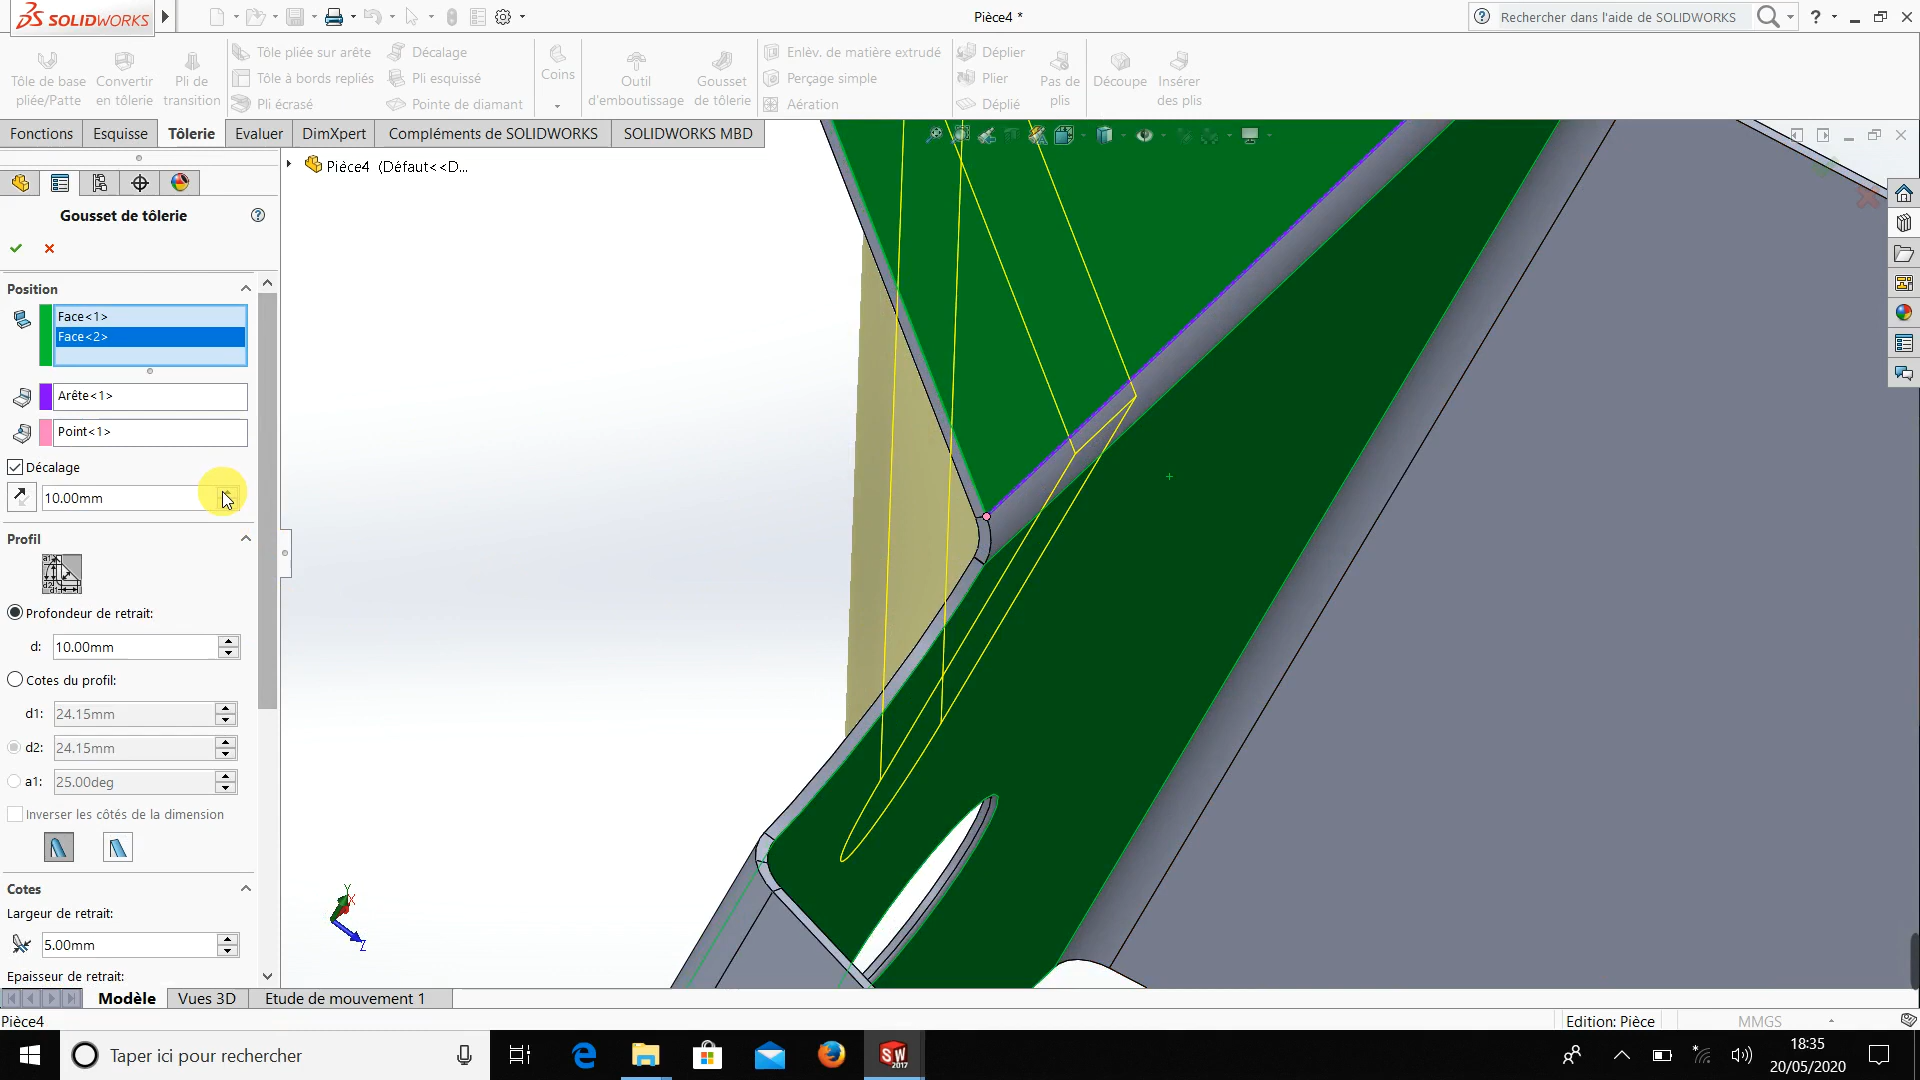 SOLIDWORKS
Pièce4 *
Rechercher dans l'aide de SOLIDWORKS
?
Tôle de base pliée/Patte
Convertir en tôlerie
Pli de transition
Tôle pliée sur arête
Tôle à bords repliés
Pli écrasé
Décalage
Pli esquissé
Pointe de diamant
Coins
Outil d'emboutissage
Gousset de tôlerie
Enlèv. de matière extrudé
Perçage simple
Aération
Déplier
Plier
Déplié
Pas de plis
Découpe
Insérer des plis
Fonctions
Esquisse
Tôlerie
Evaluer
DimXpert
Compléments de SOLIDWORKS
SOLIDWORKS MBD
Pièce4 (Défaut<<D...
Gousset de tôlerie
?
Position
Face<1>
Face<2>
Arête<1>
Point<1>
Décalage
10.00mm
Profil
Profondeur de retrait:
d: 10.00mm
Cotes du profil:
d1: 24.15mm
d2: 24.15mm
a1: 25.00deg
Inverser les côtés de la dimension
Cotes
Largeur de retrait:
5.00mm
Epaisseur de retrait:
Y
X
Z
Modèle
Vues 3D
Etude de mouvement 1
Pièce4
Edition: Pièce
MMGS
Taper ici pour rechercher
SW
2017
18:35
20/05/2020